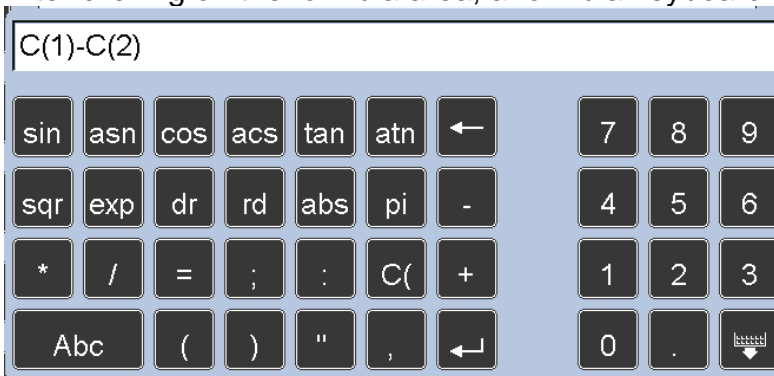 C(1)-C(2)
sin asn cos acs tan atn ← 7 8 9
sqr exp dr rd abs pi - 4 5 6
* / = ; : C( + 1 2 3
Abc ( ) " , ↵ 0 .